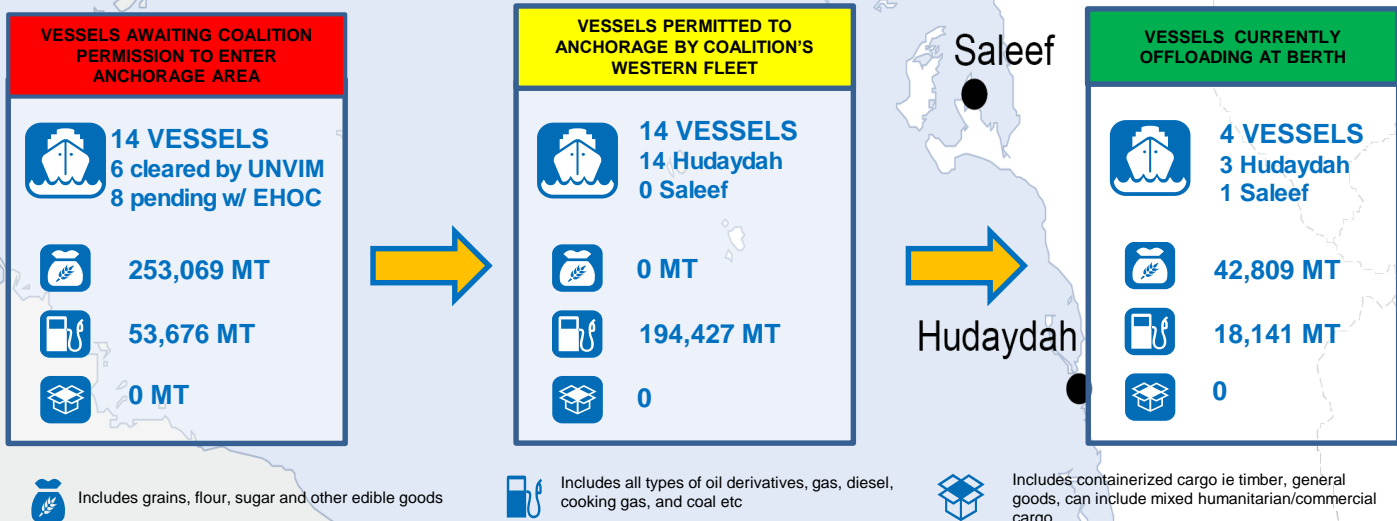 VESSELS AWAITING COALITION
PERMISSION TO ENTER
ANCHORAGE AREA
14 VESSELS
6 cleared by UNVIM
8 pending w/ EHOC
253,069 MT
53,676 MT
0 MT
VESSELS PERMITTED TO
ANCHORAGE BY COALITION'S
WESTERN FLEET
14 VESSELS
14 Hudaydah
0 Saleef
0 MT
194,427 MT
0
Saleef
Hudaydah
VESSELS CURRENTLY
OFFLOADING AT BERTH
4 VESSELS
3 Hudaydah
1 Saleef
42,809 MT
18,141 MT
0
Includes grains, flour, sugar and other edible goods
Includes all types of oil derivatives, gas, diesel,
cooking gas, and coal etc
Includes containerized cargo ie timber, general
goods, can include mixed humanitarian/commercial
cargo